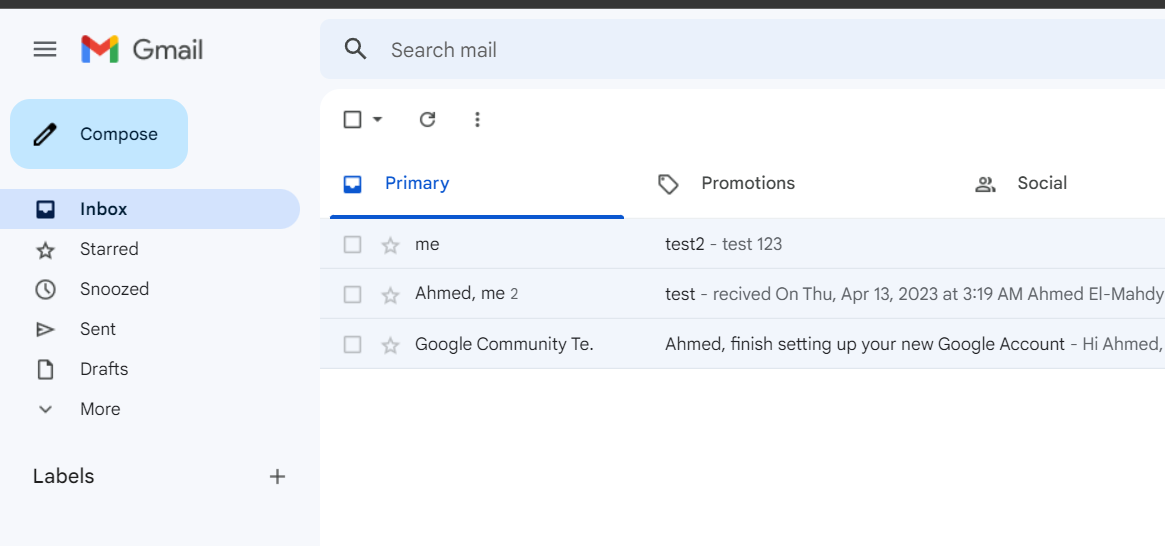 Gmail
Search mail
Compose
Primary
Promotions
Social
Inbox
me
test2 - test 123
Starred
Ahmed, me 2
test - recived On Thu, Apr 13, 2023 at 3:19 AM Ahmed El-Mahdy
Snoozed
Sent
Google Community Te.
Ahmed, finish setting up your new Google Account - Hi Ahmed,
Drafts
More
Labels